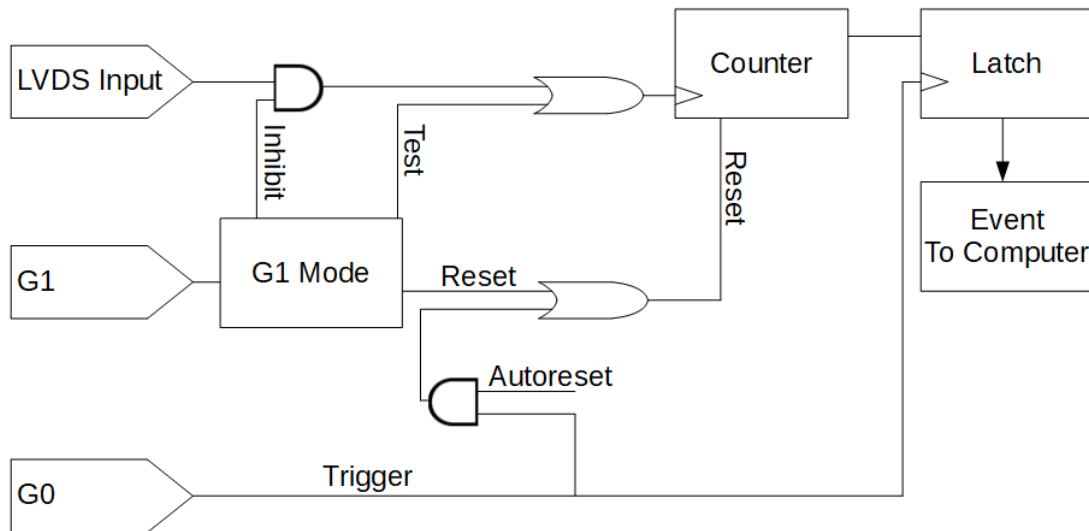 LVDS Input
Counter
Latch
Inhibit
Test
Reset
Event
To Computer
G1
G1 Mode
Reset
Autoreset
G0
Trigger